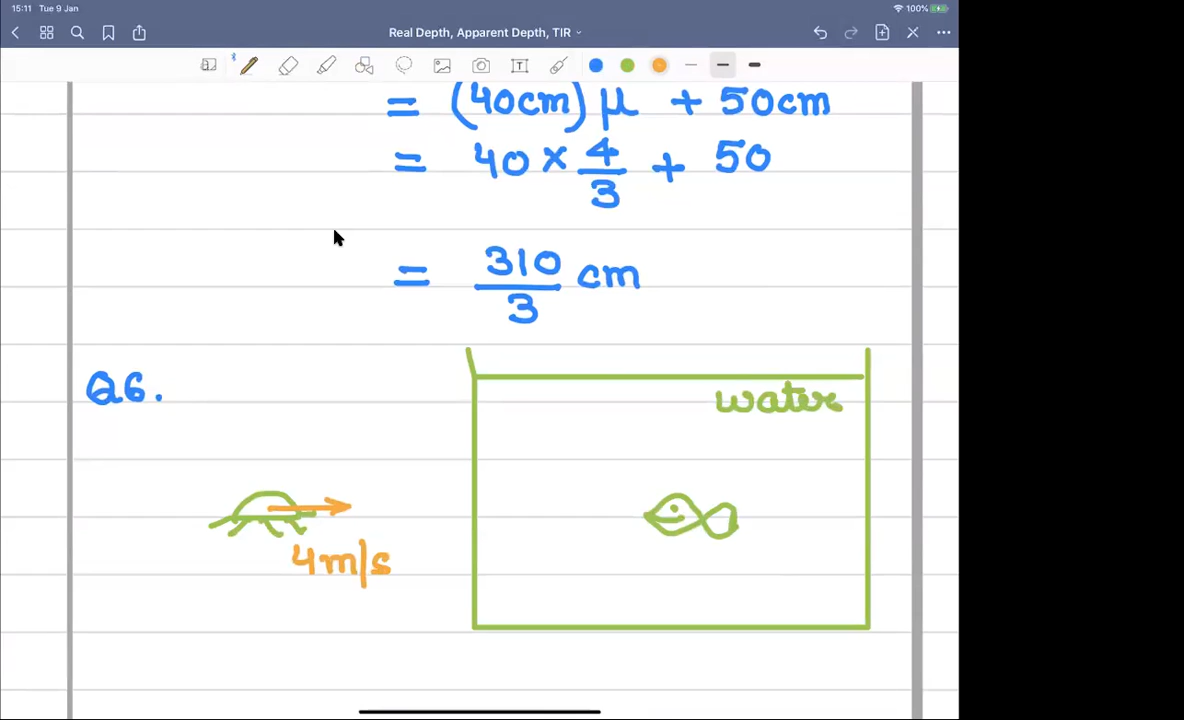 15:11 Tue 9 Jan
100%
Real Depth, Apparent Depth, TIR
= (40cm) μ + 50cm
= 40 × 4/3 + 50
= 310/3 cm
Q6.
water
4m/s